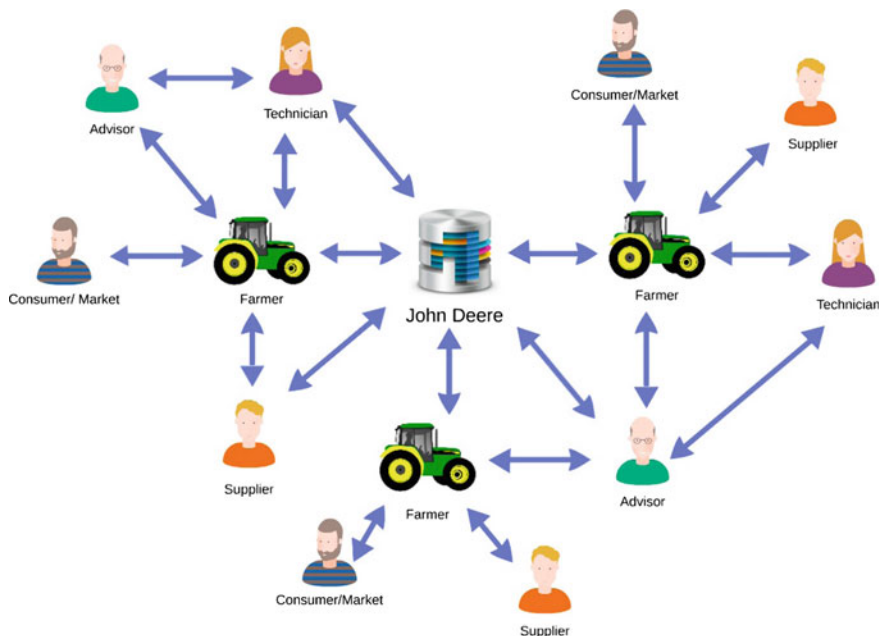 Consumer/Market
Technician
Supplier
Advisor
Consumer/ Market
Farmer
Farmer
Technician
John Deere
Supplier
Advisor
Farmer
Consumer/Market
Supplier